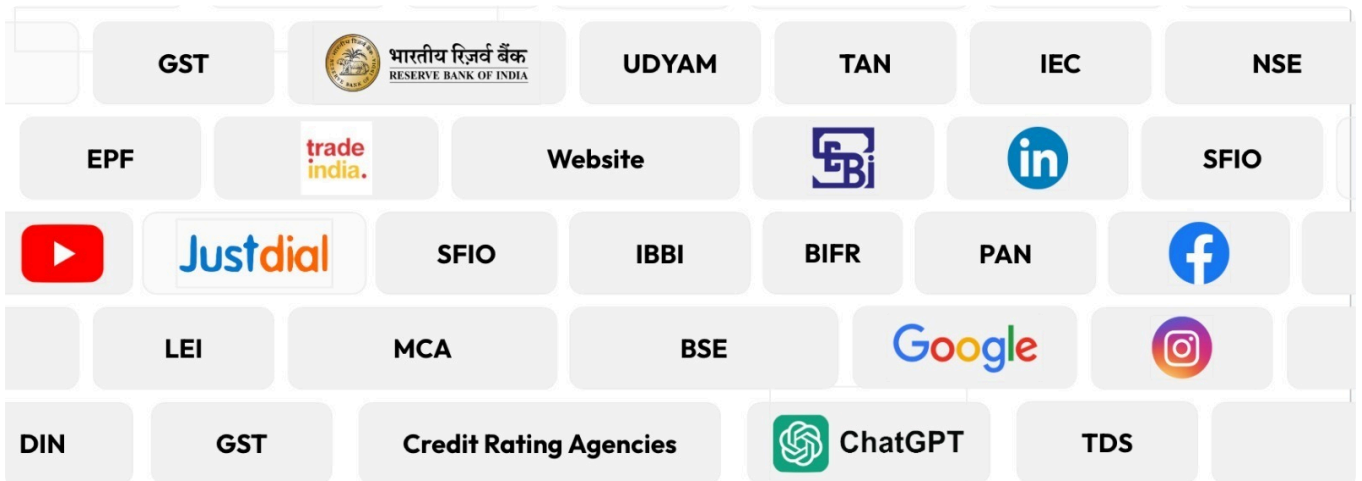 GST
भारतीय रिज़र्व बैंक
RESERVE BANK OF INDIA
UDYAM
TAN
IEC
NSE
EPF
trade
india.
Website
SEBI
in
SFIO
Justdial
SFIO
IBBI
BIFR
PAN
f
LEI
MCA
BSE
Google
DIN
GST
Credit Rating Agencies
ChatGPT
TDS